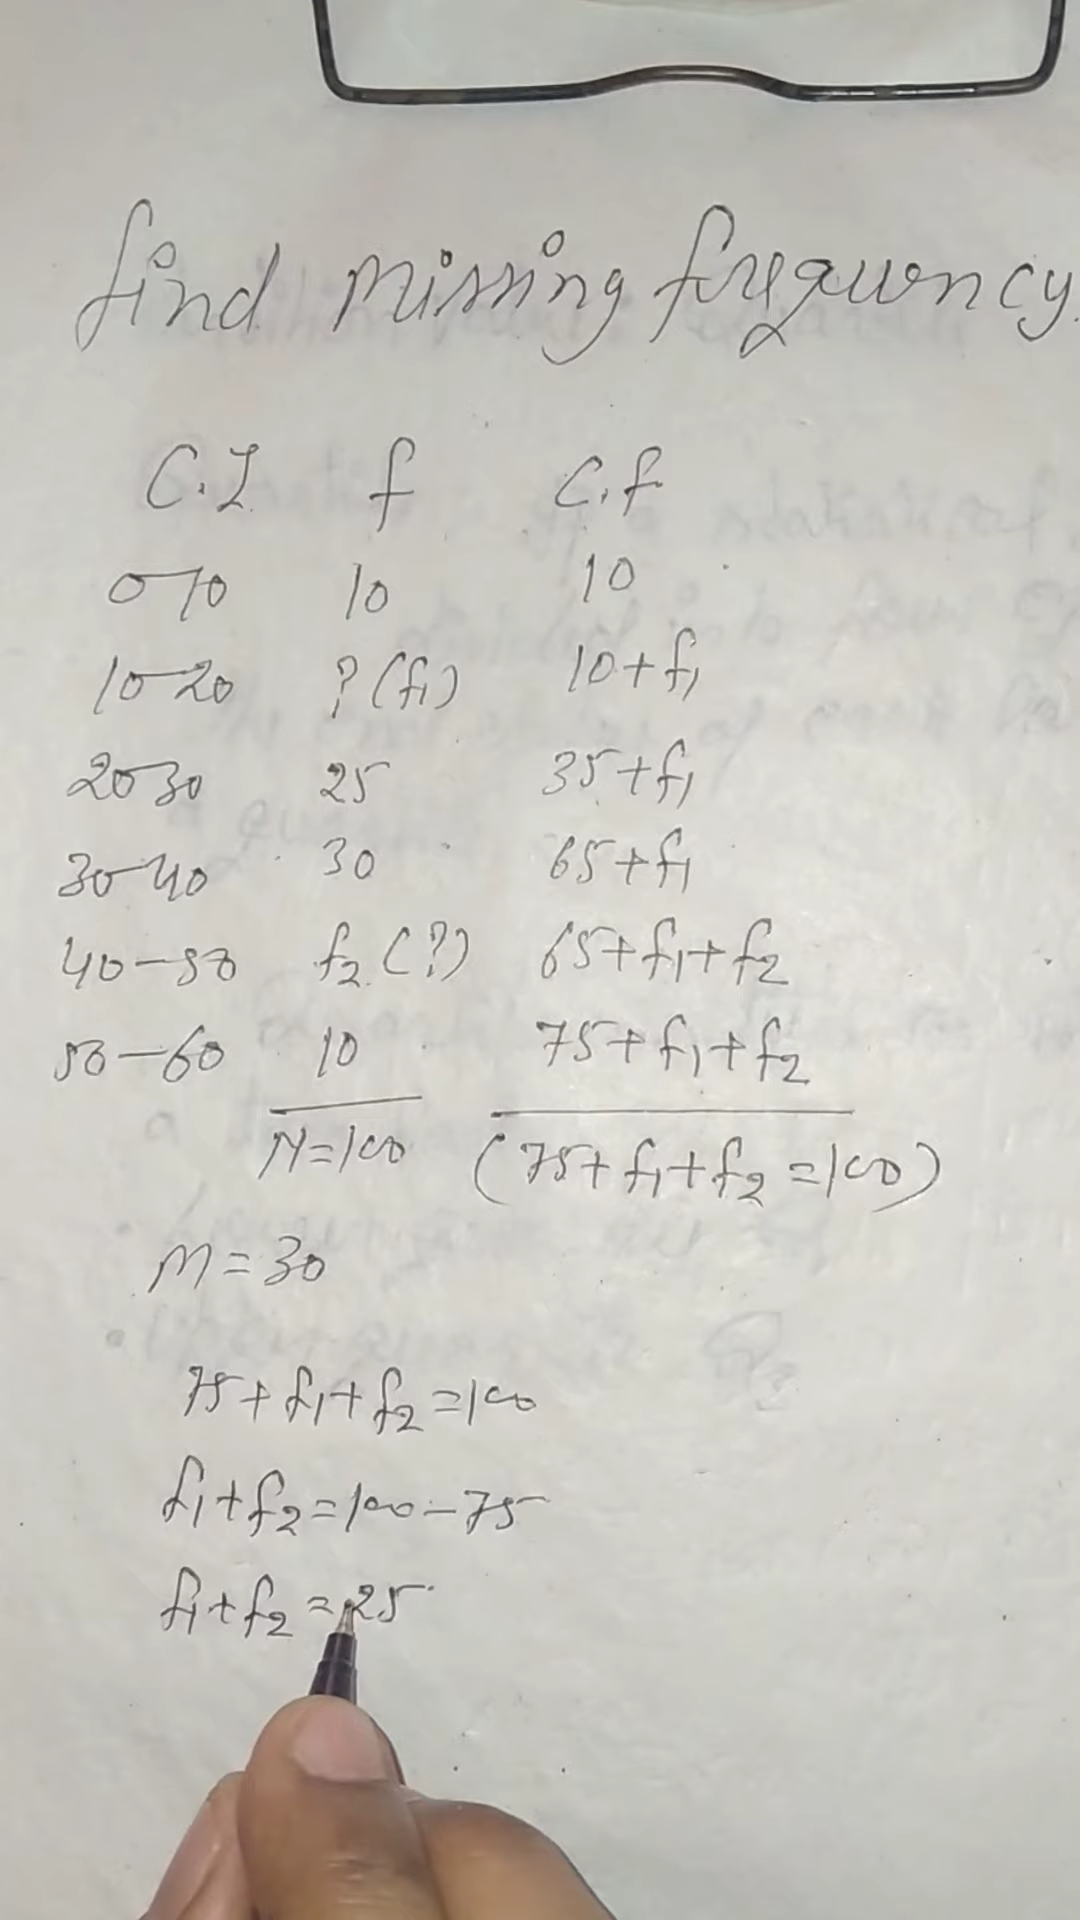 find missing frequency.
C.I f C.f
0-10 10 10
10-20 ?(f₁) 10+f₁
20-30 25 35+f₁
30-40 30 65+f₁
40-50 f₂(?) 65+f₁+f₂
50-60 10 75+f₁+f₂
N=100 (75+f₁+f₂=100)
M=30
75+f₁+f₂=100
f₁+f₂=100-75
f₁+f₂=25